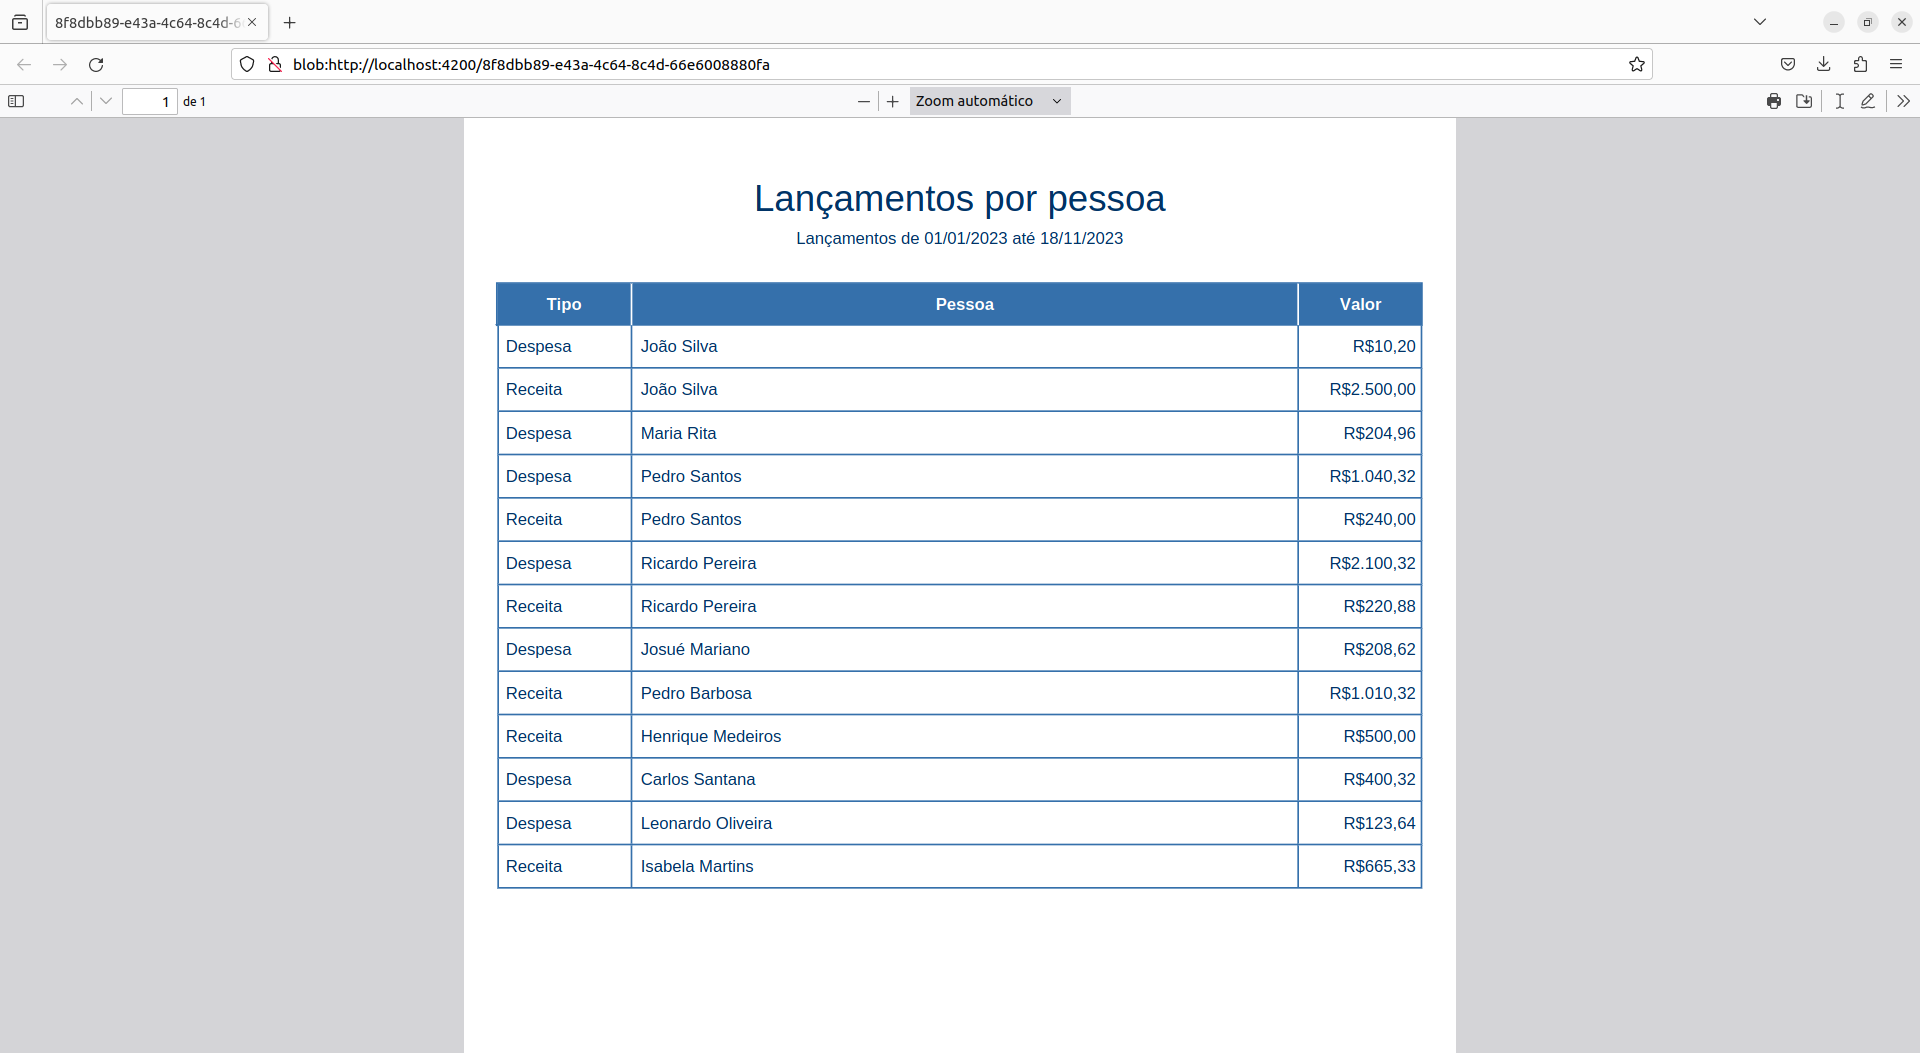 8f8dbb89-e43a-4c64-8c4d-6
blob:http://localhost:4200/8f8dbb89-e43a-4c64-8c4d-66e6008880fa
1 de 1
Zoom automático
Lançamentos por pessoa
Lançamentos de 01/01/2023 até 18/11/2023
Tipo Pessoa Valor
Despesa João Silva R$10,20
Receita João Silva R$2.500,00
Despesa Maria Rita R$204,96
Despesa Pedro Santos R$1.040,32
Receita Pedro Santos R$240,00
Despesa Ricardo Pereira R$2.100,32
Receita Ricardo Pereira R$220,88
Despesa Josué Mariano R$208,62
Receita Pedro Barbosa R$1.010,32
Receita Henrique Medeiros R$500,00
Despesa Carlos Santana R$400,32
Despesa Leonardo Oliveira R$123,64
Receita Isabela Martins R$665,33